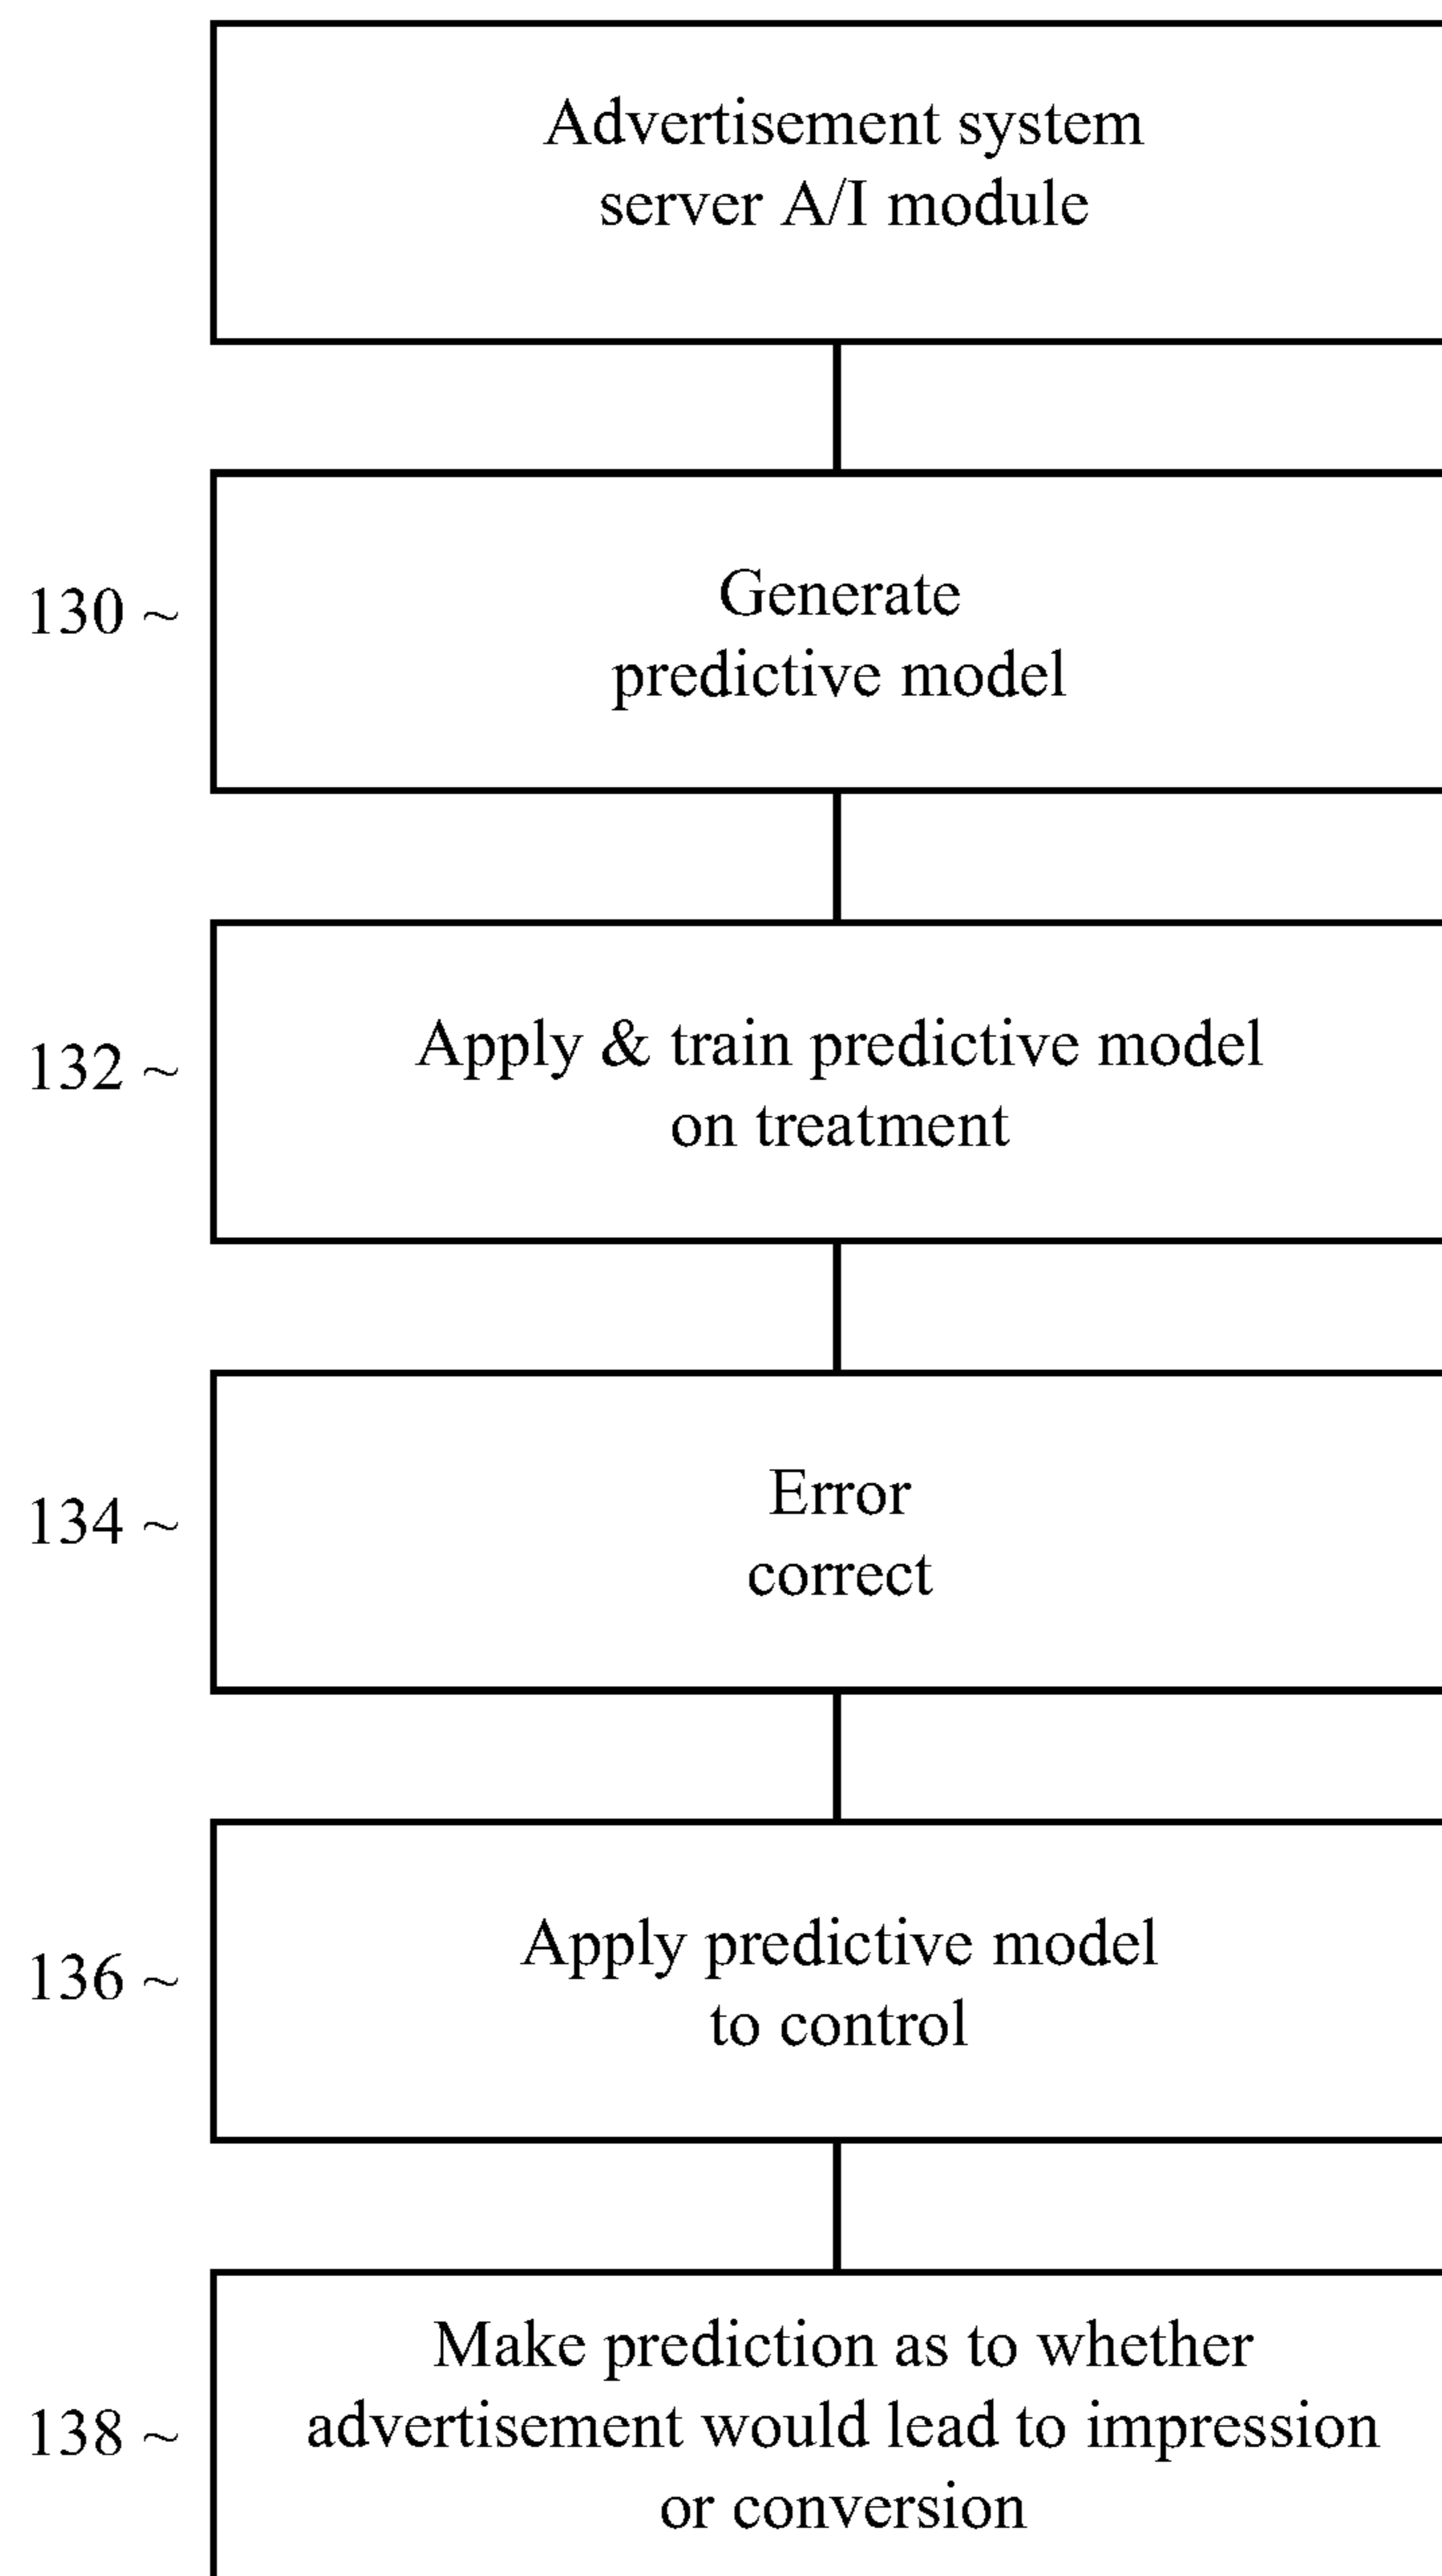 Advertisement system
server A/I module
130 ~
Generate
predictive model
132 ~
Apply & train predictive model
on treatment
134 ~
Error
correct
136 ~
Apply predictive model
to control
138 ~
Make prediction as to whether
advertisement would lead to impression
or conversion